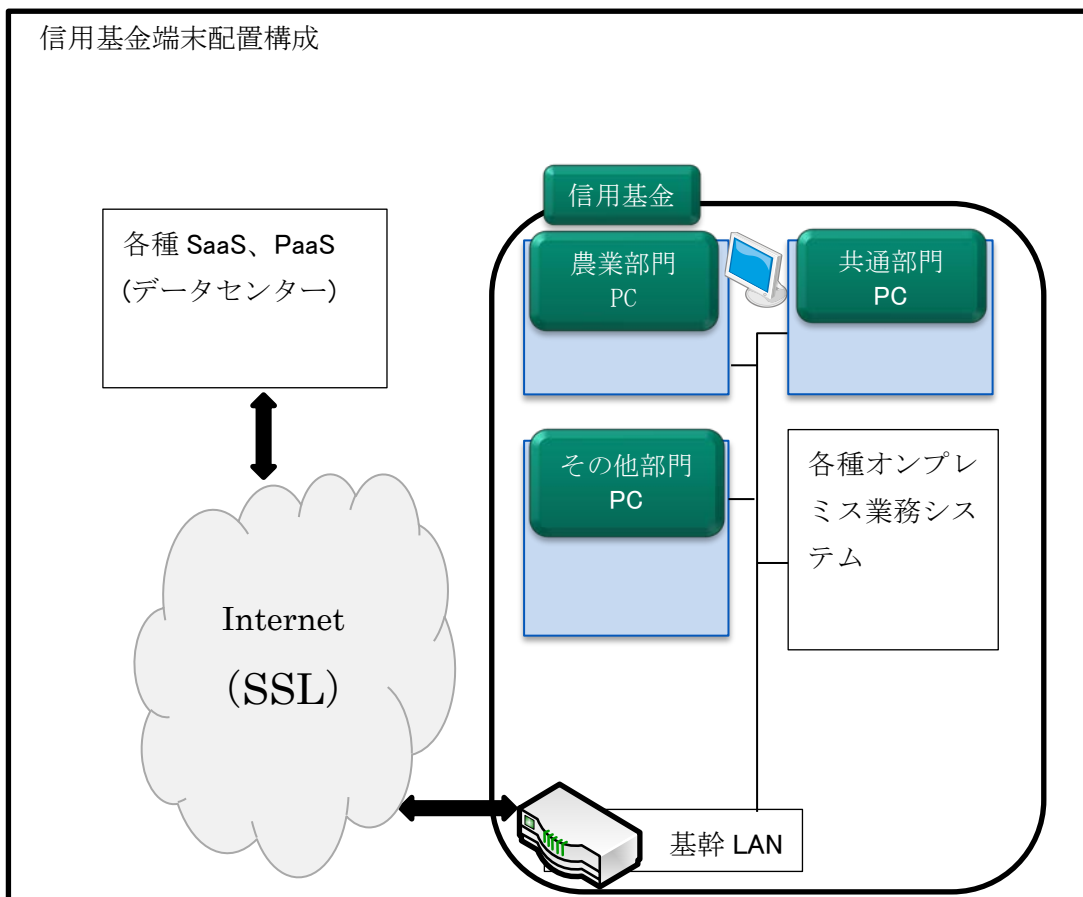 信用基金端末配置構成
信用基金
各種 SaaS、PaaS
(データセンター)
農業部門
PC
共通部門
PC
その他部門
PC
各種オンプレ
ミス業務シス
テム
Internet
(SSL)
基幹 LAN